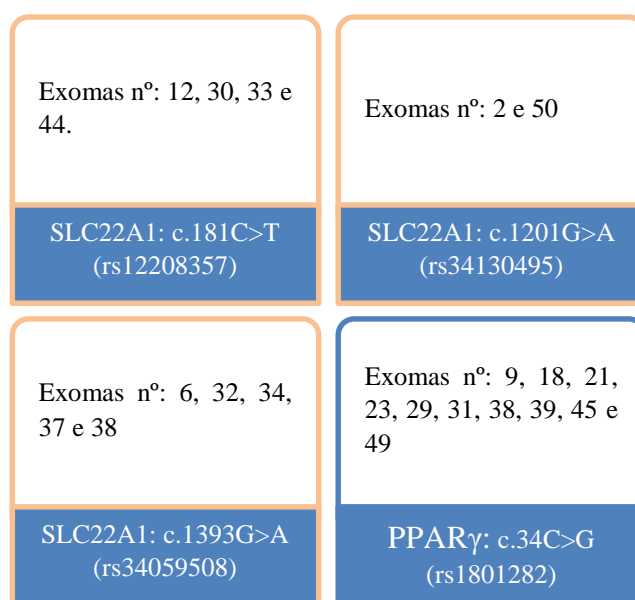 Exomas nº: 12, 30, 33 e
44.
SLC22A1: c.181C>T
(rs12208357)
Exomas nº: 2 e 50
SLC22A1: c.1201G>A
(rs34130495)
Exomas nº: 6, 32, 34,
37 e 38
SLC22A1: c.1393G>A
(rs34059508)
Exomas nº: 9, 18, 21,
23, 29, 31, 38, 39, 45 e
49
PPARγ: c.34C>G
(rs1801282)